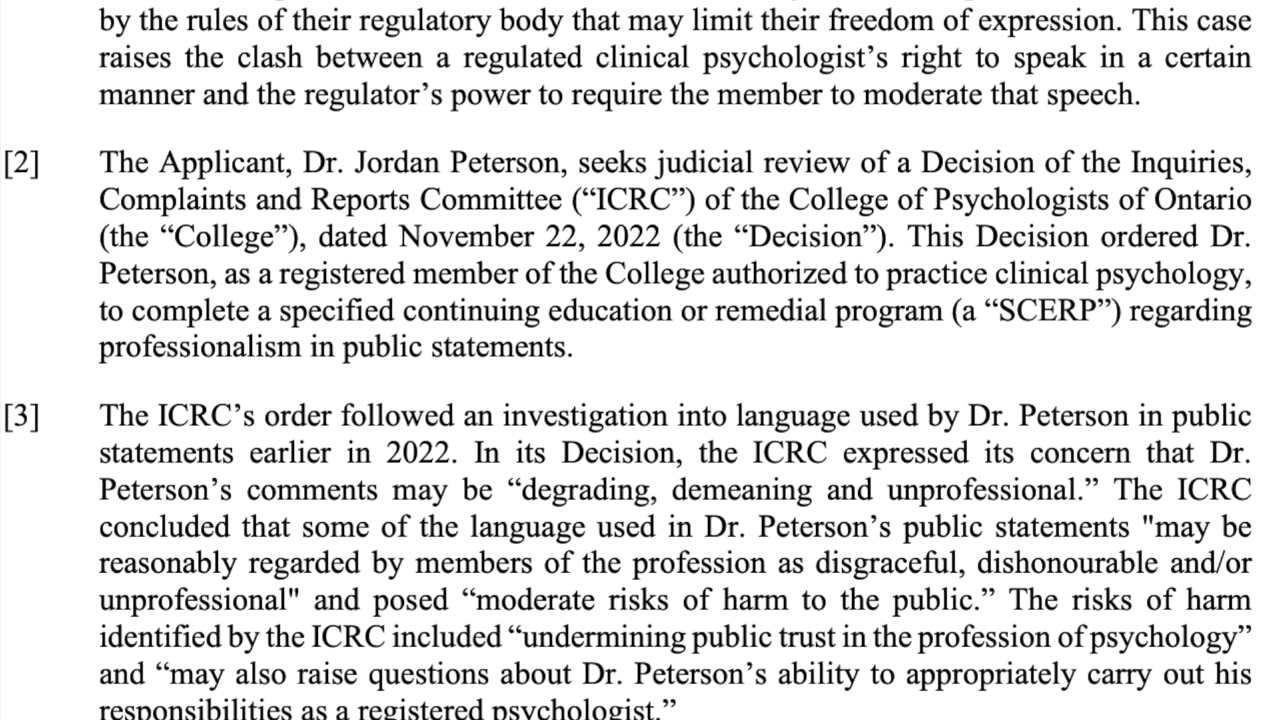 by the rules of their regulatory body that may limit their freedom of expression. This case
raises the clash between a regulated clinical psychologist’s right to speak in a certain
manner and the regulator’s power to require the member to moderate that speech.
[2] The Applicant, Dr. Jordan Peterson, seeks judicial review of a Decision of the Inquiries,
Complaints and Reports Committee (“ICRC”) of the College of Psychologists of Ontario
(the “College”), dated November 22, 2022 (the “Decision”). This Decision ordered Dr.
Peterson, as a registered member of the College authorized to practice clinical psychology,
to complete a specified continuing education or remedial program (a “SCERP”) regarding
professionalism in public statements.
[3] The ICRC’s order followed an investigation into language used by Dr. Peterson in public
statements earlier in 2022. In its Decision, the ICRC expressed its concern that Dr.
Peterson’s comments may be “degrading, demeaning and unprofessional.” The ICRC
concluded that some of the language used in Dr. Peterson’s public statements "may be
reasonably regarded by members of the profession as disgraceful, dishonourable and/or
unprofessional" and posed “moderate risks of harm to the public.” The risks of harm
identified by the ICRC included “undermining public trust in the profession of psychology”
and “may also raise questions about Dr. Peterson’s ability to appropriately carry out his
responsibilities as a registered psychologist.”